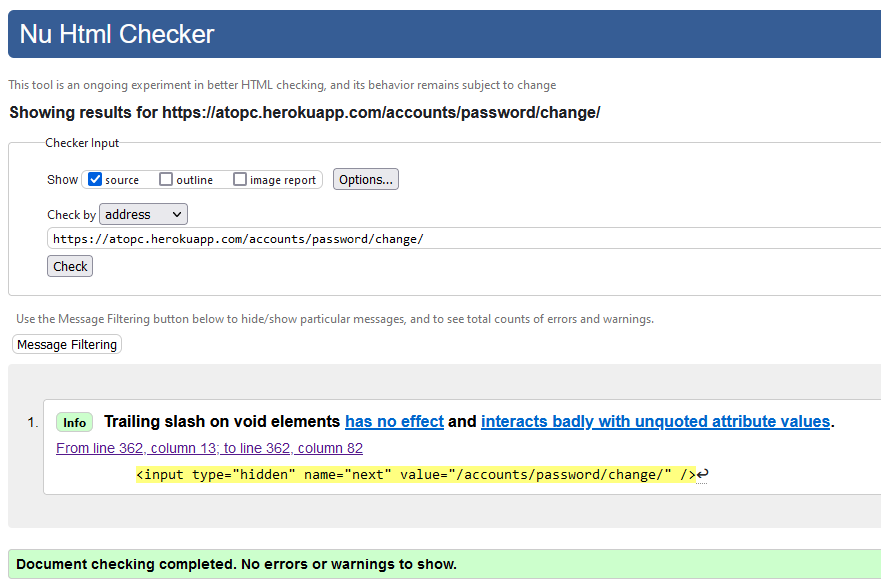 Nu Html Checker
This tool is an ongoing experiment in better HTML checking, and its behavior remains subject to change
Showing results for https://atopc.herokuapp.com/accounts/password/change/
Checker Input
Show source outline image report Options...
Check by address
https://atopc.herokuapp.com/accounts/password/change/
Check
Use the Message Filtering button below to hide/show particular messages, and to see total counts of errors and warnings.
Message Filtering
1. Info Trailing slash on void elements has no effect and interacts badly with unquoted attribute values.
From line 362, column 13; to line 362, column 82
<input type="hidden" name="next" value="/accounts/password/change/" />↩
Document checking completed. No errors or warnings to show.